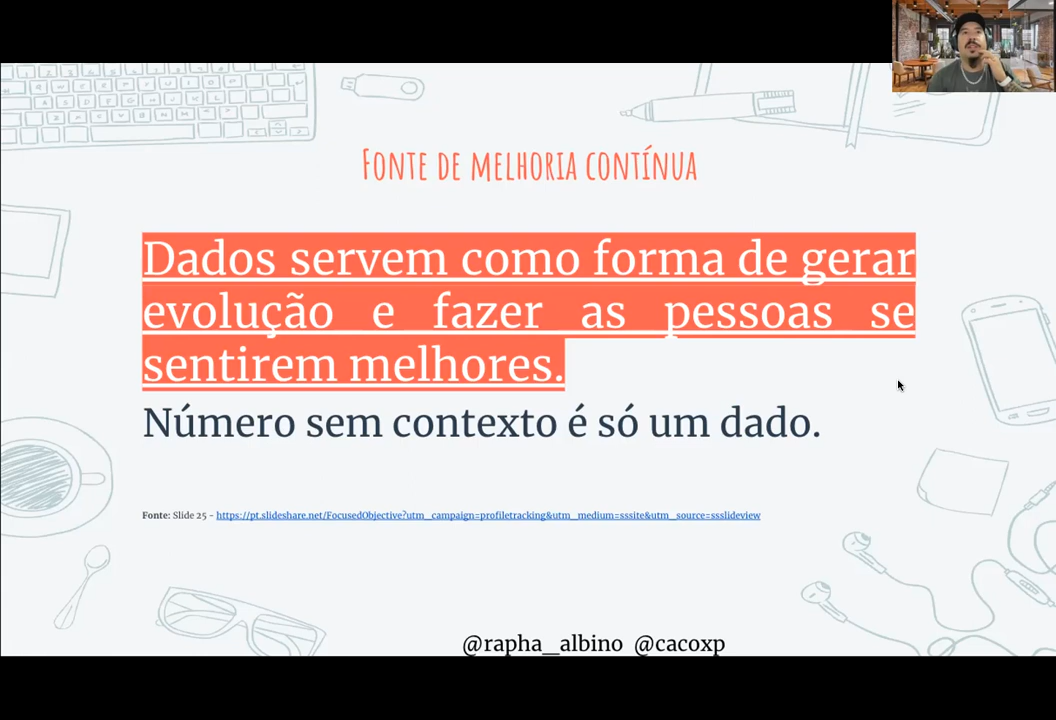 Fonte de melhoria contínua
Dados servem como forma de gerar
evolução e fazer as pessoas se
sentirem melhores.
Número sem contexto é só um dado.
Fonte: Slide 25 - https://pt.slideshare.net/FocusedObjective?utm_campaign=profiletracking&utm_medium=sssite&utm_source=ssslideview
@rapha_albino @cacoxp